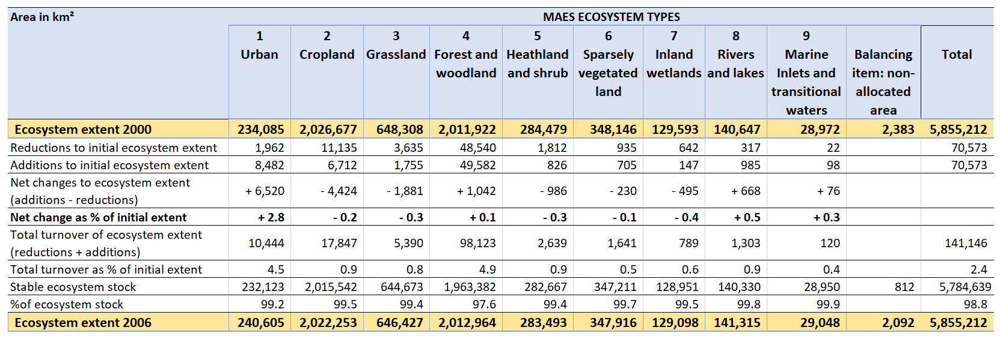 Area in km² MAES ECOSYSTEM TYPES
1 2 3 4 5 6 7 8 9
Urban Cropland Grassland Forest and Heathland Sparsely Inland Rivers Marine Balancing Total
woodland and shrub vegetated wetlands and lakes Inlets and item: non-
land transitional allocated
waters area
Ecosystem extent 2000 234,085 2,026,677 648,308 2,011,922 284,479 348,146 129,593 140,647 28,972 2,383 5,855,212
Reductions to initial ecosystem extent 1,962 11,135 3,635 48,540 1,812 935 642 317 22 70,573
Additions to initial ecosystem extent 8,482 6,712 1,755 49,582 826 705 147 985 98 70,573
Net changes to ecosystem extent
(additions - reductions) + 6,520 - 4,424 - 1,881 + 1,042 - 986 - 230 - 495 + 668 + 76
Net change as % of initial extent + 2.8 - 0.2 - 0.3 + 0.1 - 0.3 - 0.1 - 0.4 + 0.5 + 0.3
Total turnover of ecosystem extent
(reductions + additions) 10,444 17,847 5,390 98,123 2,639 1,641 789 1,303 120 141,146
Total turnover as % of initial extent 4.5 0.9 0.8 4.9 0.9 0.5 0.6 0.9 0.4 2.4
Stable ecosystem stock 232,123 2,015,542 644,673 1,963,382 282,667 347,211 128,951 140,330 28,950 812 5,784,639
%of ecosystem stock 99.2 99.5 99.4 97.6 99.4 99.7 99.5 99.8 99.9 98.8
Ecosystem extent 2006 240,605 2,022,253 646,427 2,012,964 283,493 347,916 129,098 141,315 29,048 2,092 5,855,212